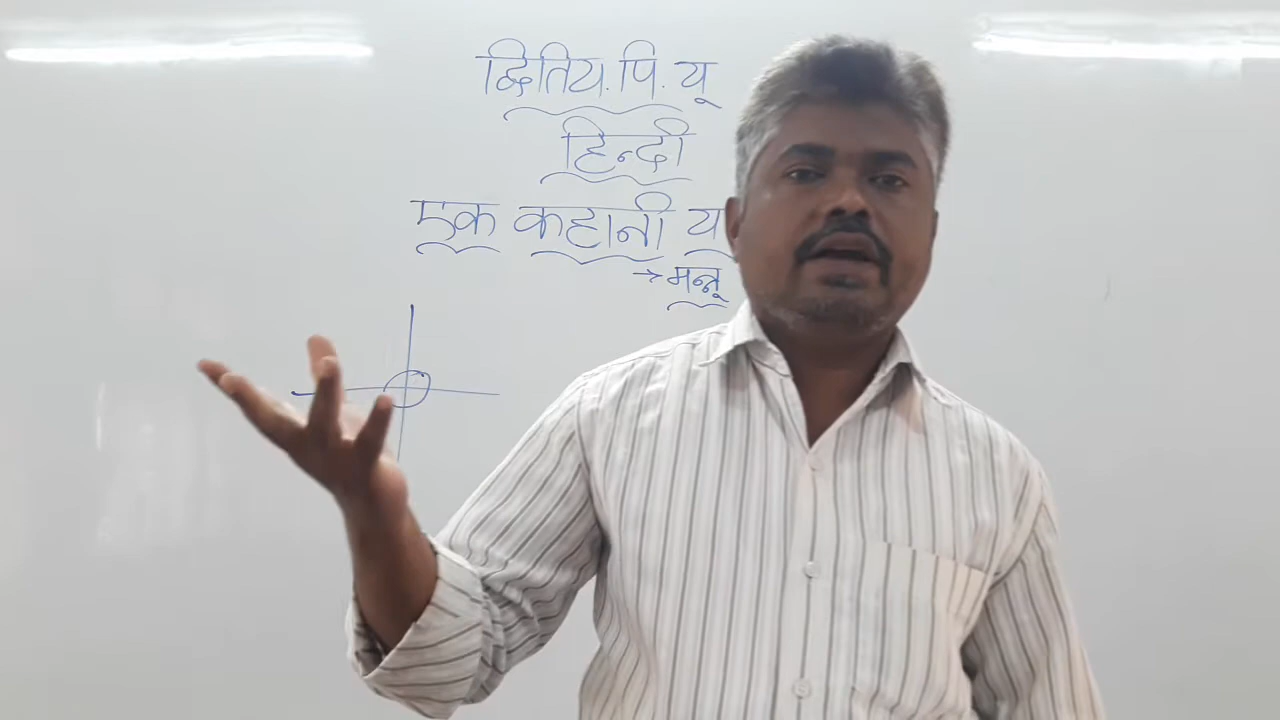 द्वितिय. पि. यू
हिन्दी
एक कहानी य
→ मन्नू